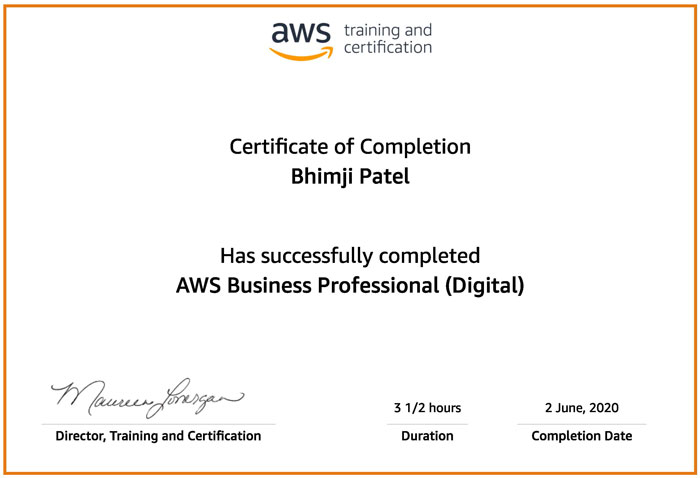 aws training and
certification
Certificate of Completion
Bhimji Patel
Has successfully completed
AWS Business Professional (Digital)
Maureen Lonergan
Director, Training and Certification
3 1/2 hours
Duration
2 June, 2020
Completion Date